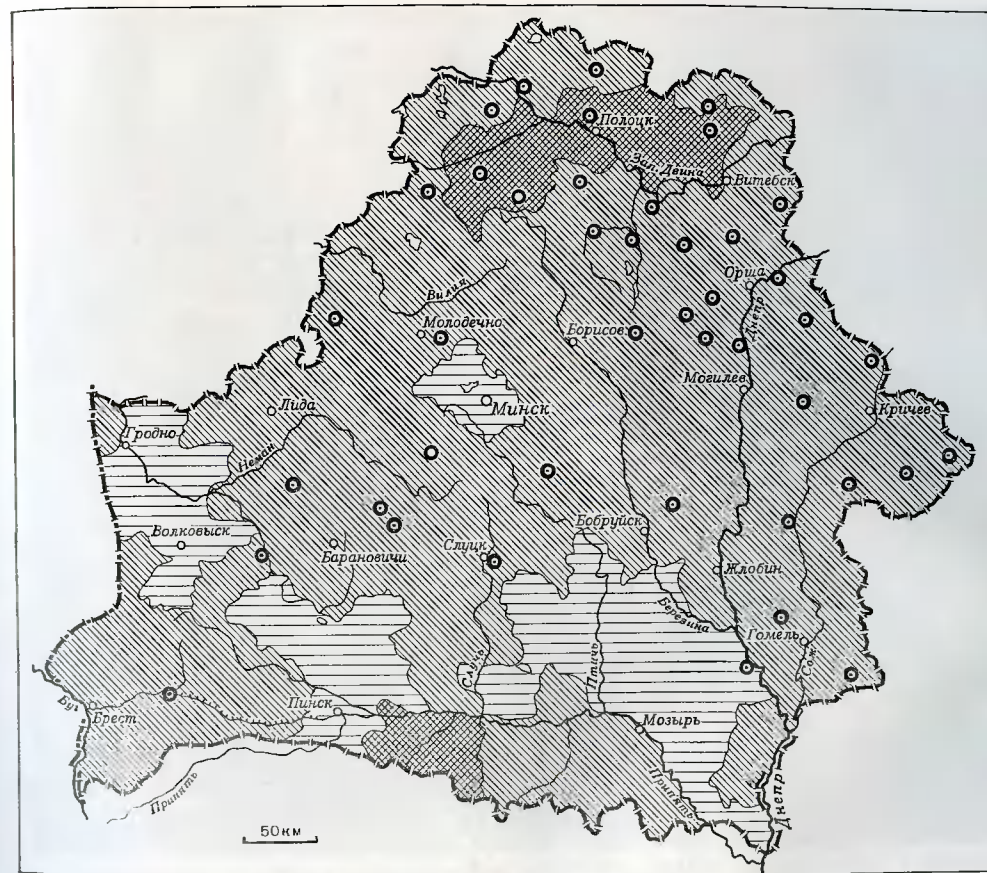 Полоцк
Зап. Двина
Витебск
Орша
Вилия
Днепр
Молодечно
Борисов
Могилев
Минск
Лида
Кричев
Гродно
Неман
Волковыск
Барановичи
Слуцк
Бобруйск
Жлобин
Березина
Гомель
Сож
Случь
Птичь
Буг
Брест
Пинск
Мозырь
Припять
Припять
Днепр
50км